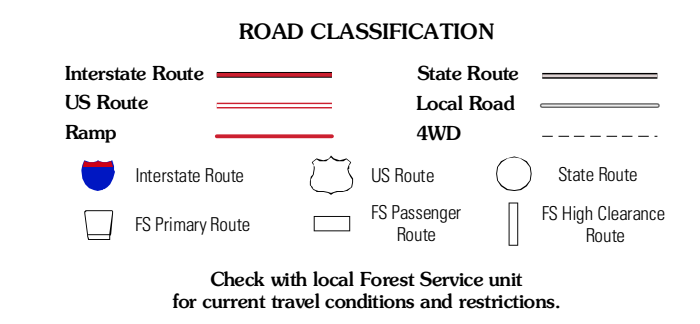 ROAD CLASSIFICATION
Interstate Route
State Route
US Route
Local Road
Ramp
4WD
Interstate Route
US Route
State Route
FS Primary Route
FS Passenger
Route
FS High Clearance
Route
Check with local Forest Service unit
for current travel conditions and restrictions.